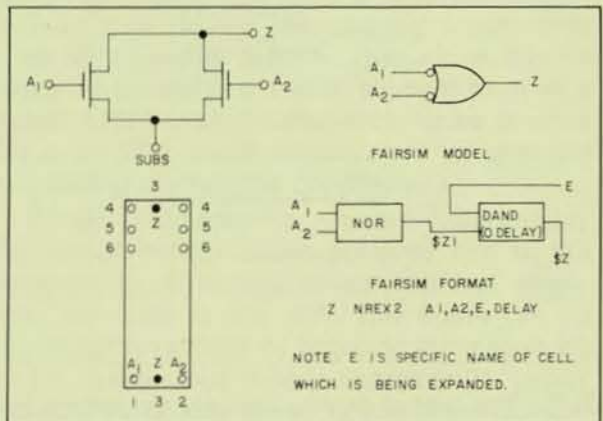 Z
A1
A2
SUBS
3
4 Z 4
5 5
6 6
A1 Z A2
1 3 2
A1
A2
Z
FAIRSIM MODEL
E
A1
A2
NOR
DAND
(0 DELAY)
$Z1
$Z
FAIRSIM FORMAT
Z NREX2 A1,A2,E,DELAY
NOTE E IS SPECIFIC NAME OF CELL
WHICH IS BEING EXPANDED.